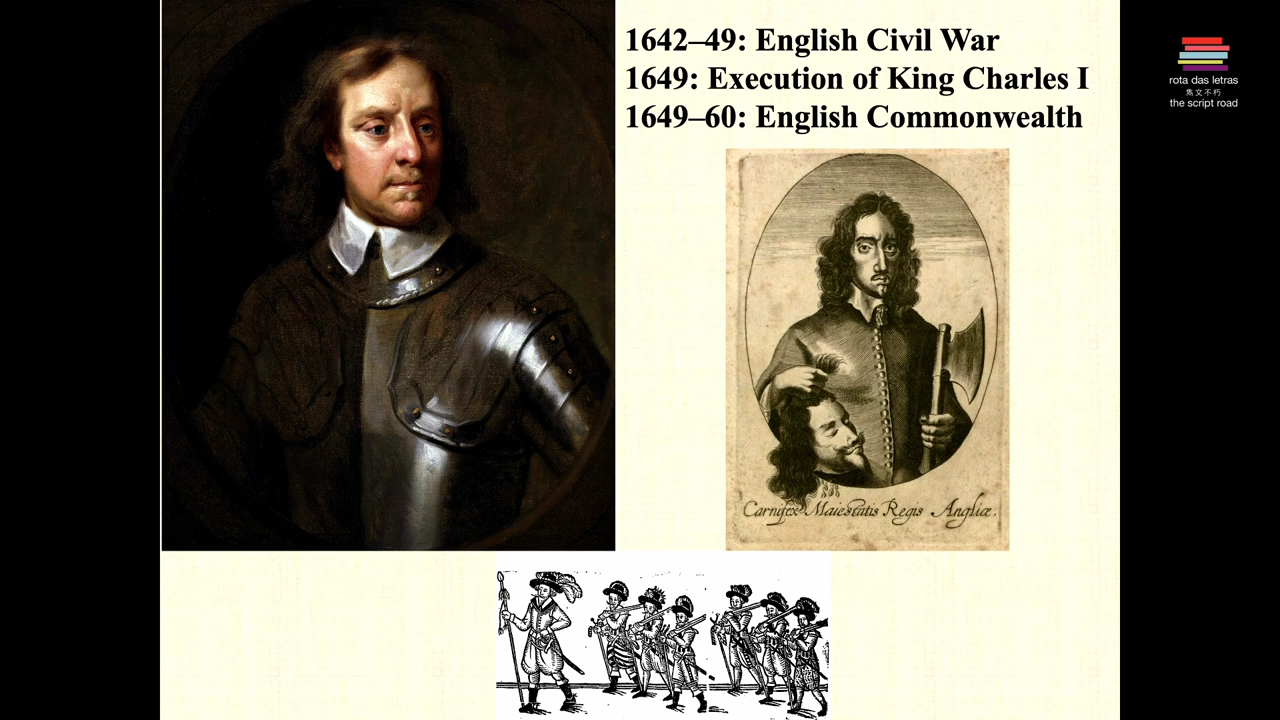 1642–49: English Civil War
1649: Execution of King Charles I
1649–60: English Commonwealth
Carnifex Maiestatis Regis Angliæ.
rota das letras
雋文不朽
the script road